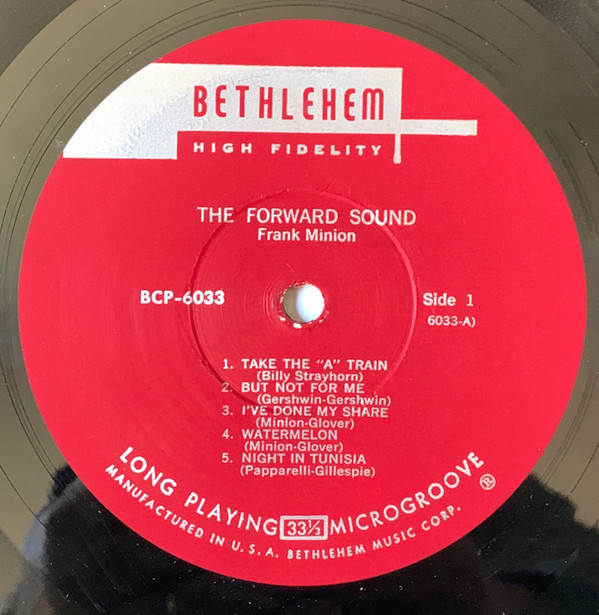 BETHLEHEM
HIGH FIDELITY
THE FORWARD SOUND
Frank Minion
BCP-6033
Side 1
6033-A)
1. TAKE THE "A" TRAIN
(Billy Strayhorn)
2. BUT NOT FOR ME
(Gershwin-Gershwin)
3. I'VE DONE MY SHARE
(Minion-Glover)
4. WATERMELON
(Minion-Glover)
5. NIGHT IN TUNISIA
(Papparelli-Gillespie)
LONG PLAYING 33⅓ MICROGROOVE ®
MANUFACTURED IN U.S.A. BETHLEHEM MUSIC CORP.